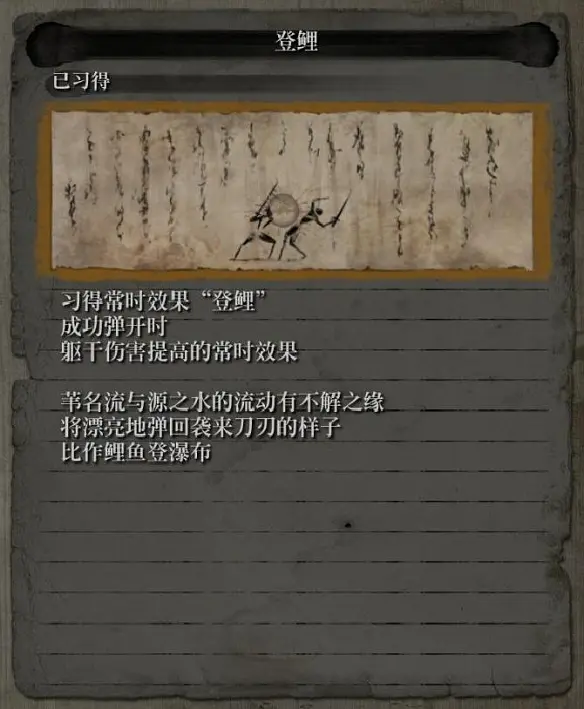 登鲤
已习得
习得常时效果“登鲤”
成功弹开时
躯干伤害提高的常时效果
苇名流与源之水的流动有不解之缘
将漂亮地弹回袭来刀刃的样子
比作鲤鱼登瀑布